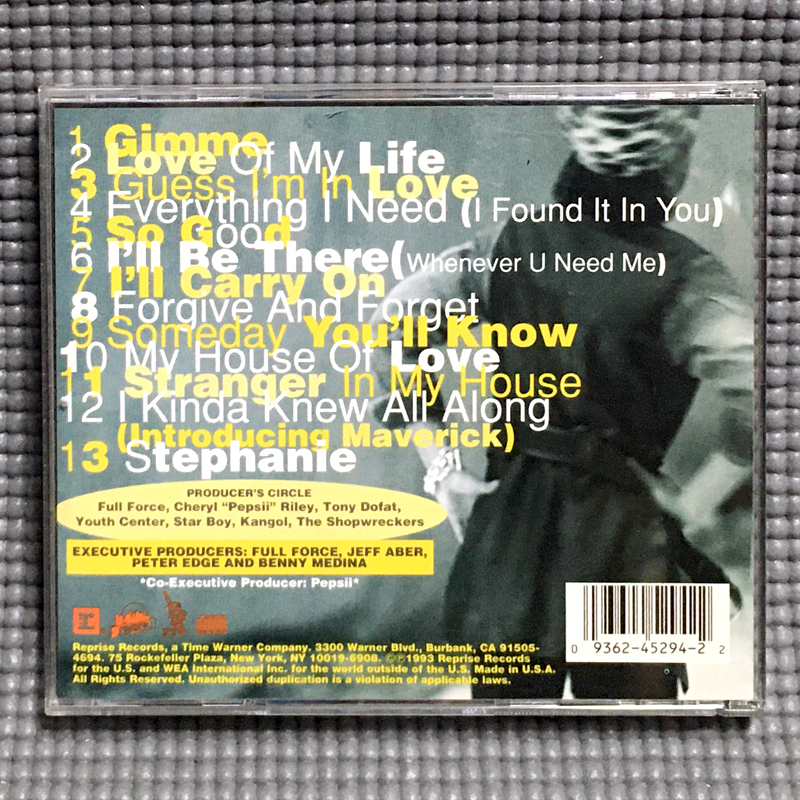 1 Gimme
2 Love Of My Life
3 Guess I'm In Love
4 Everything I Need (I Found It In You)
5 So Good
6 I'll Be There (Whenever U Need Me)
7 I'll Carry On
8 Forgive And Forget
9 Someday You'll Know
10 My House Of Love
11 Stranger In My House
12 I Kinda Knew All Along
(Introducing Maverick)
13 Stephanie
PRODUCER'S CIRCLE
Full Force, Cheryl "Pepsii" Riley, Tony Dofat,
Youth Center, Star Boy, Kangol, The Shopwreckers
EXECUTIVE PRODUCERS: FULL FORCE, JEFF ABER,
PETER EDGE AND BENNY MEDINA
*Co-Executive Producer: Pepsii*
r
Reprise Records, a Time Warner Company. 3300 Warner Blvd., Burbank, CA 91505-
4694. 75 Rockefeller Plaza, New York, NY 10019-6908. ©℗1993 Reprise Records
for the U.S. and WEA International Inc. for the world outside of the U.S. Made in U.S.A.
All Rights Reserved. Unauthorized duplication is a violation of applicable laws.
0 9362-45294-2 2